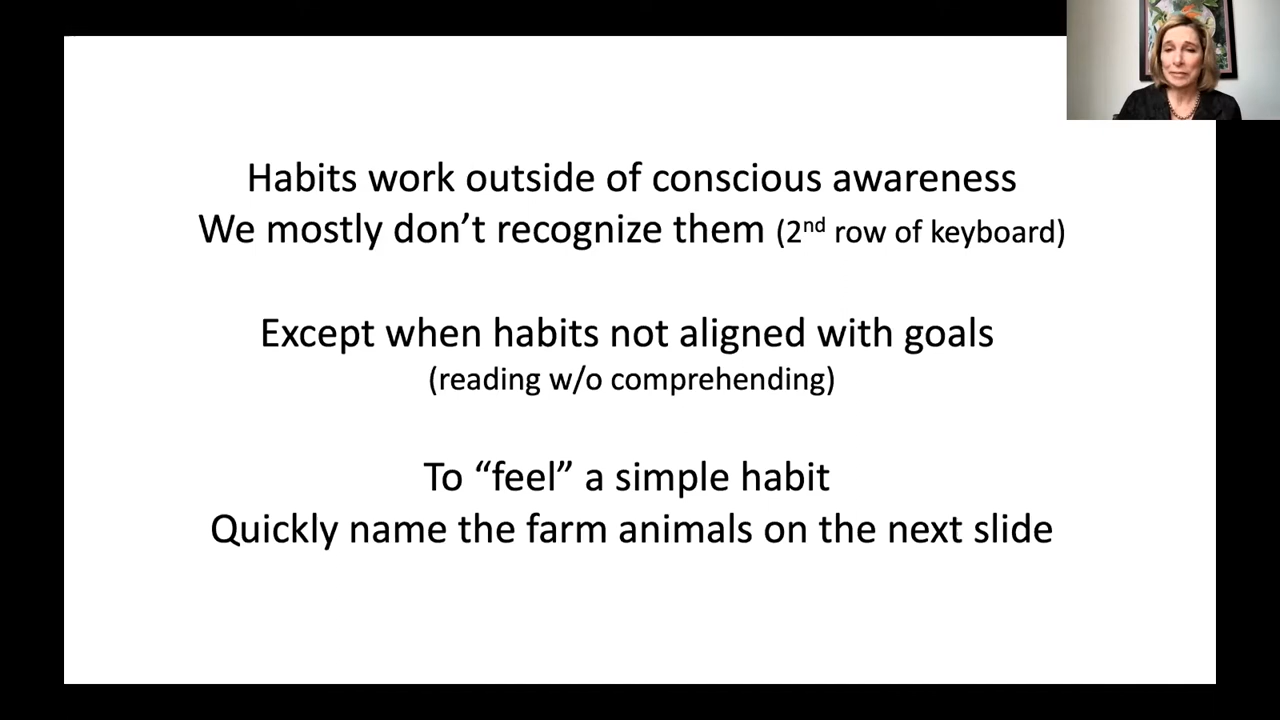 Habits work outside of conscious awareness
We mostly don’t recognize them (2nd row of keyboard)
Except when habits not aligned with goals
(reading w/o comprehending)
To “feel” a simple habit
Quickly name the farm animals on the next slide